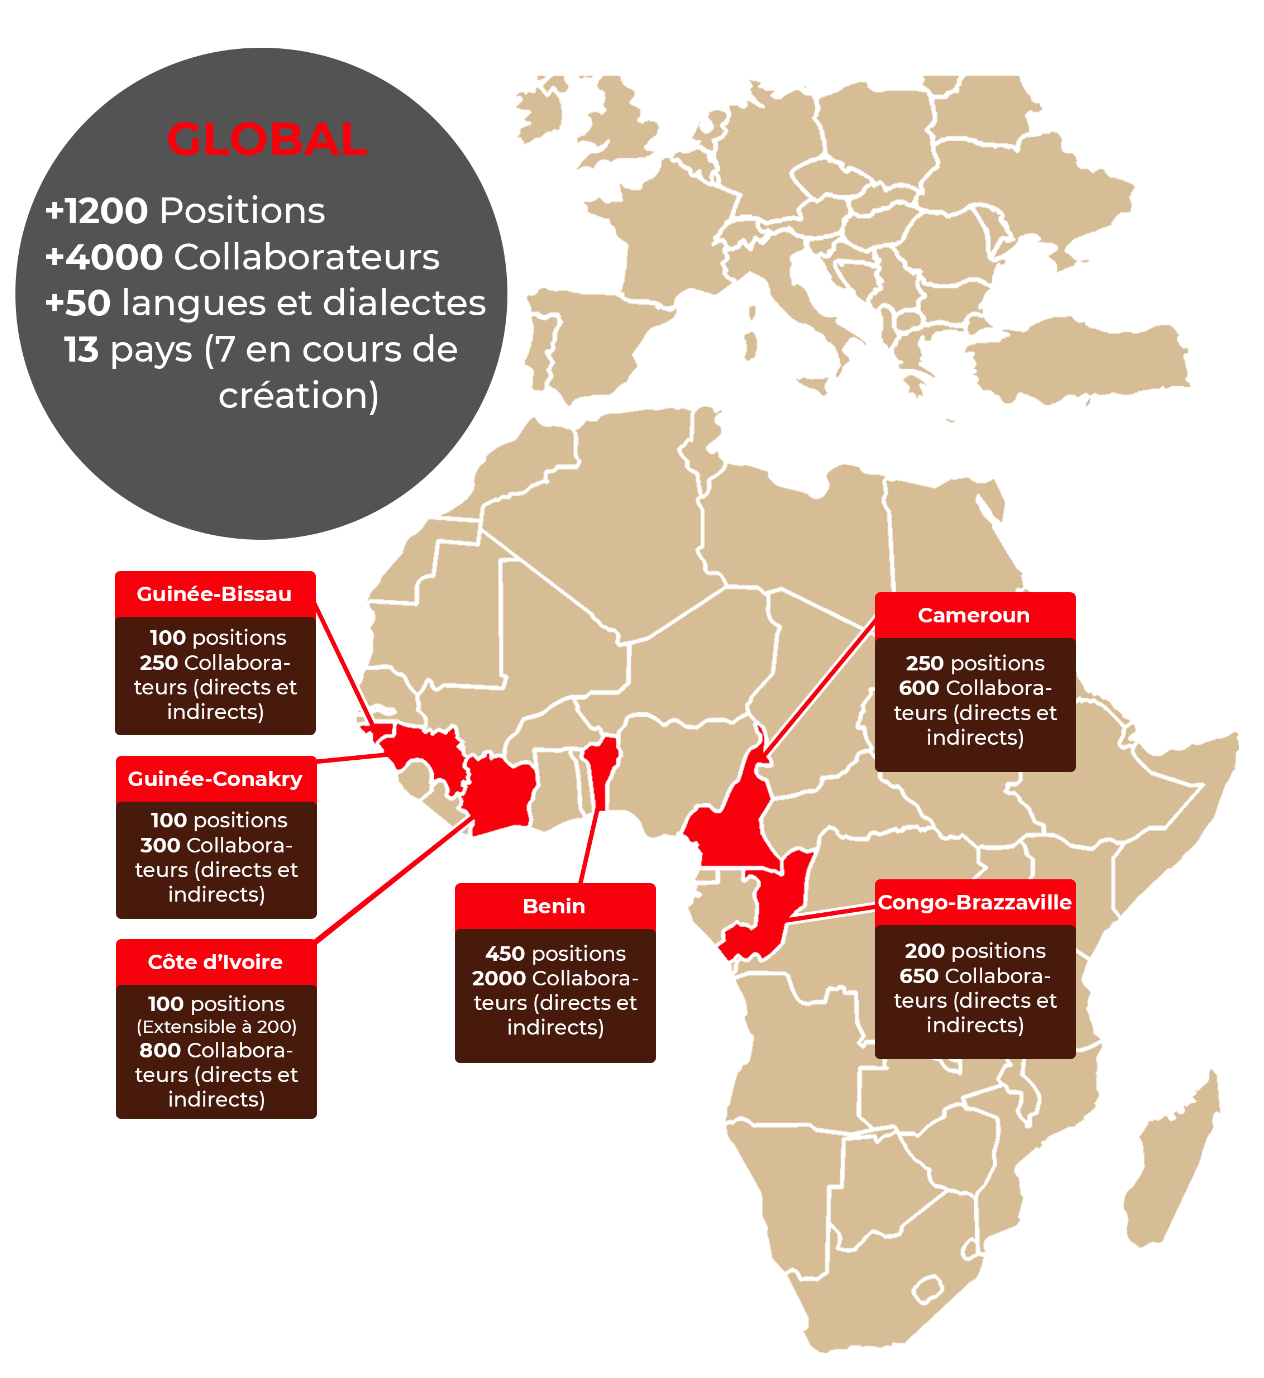 GLOBAL
+1200 Positions
+4000 Collaborateurs
+50 langues et dialectes
13 pays (7 en cours de
création)
Guinée-Bissau
100 positions
250 Collabora-
teurs (directs et
indirects)
Guinée-Conakry
100 positions
300 Collabora-
teurs (directs et
indirects)
Côte d’Ivoire
100 positions
(Extensible à 200)
800 Collabora-
teurs (directs et
indirects)
Benin
450 positions
2000 Collabora-
teurs (directs et
indirects)
Cameroun
250 positions
600 Collabora-
teurs (directs et
indirects)
Congo-Brazzaville
200 positions
650 Collabora-
teurs (directs et
indirects)